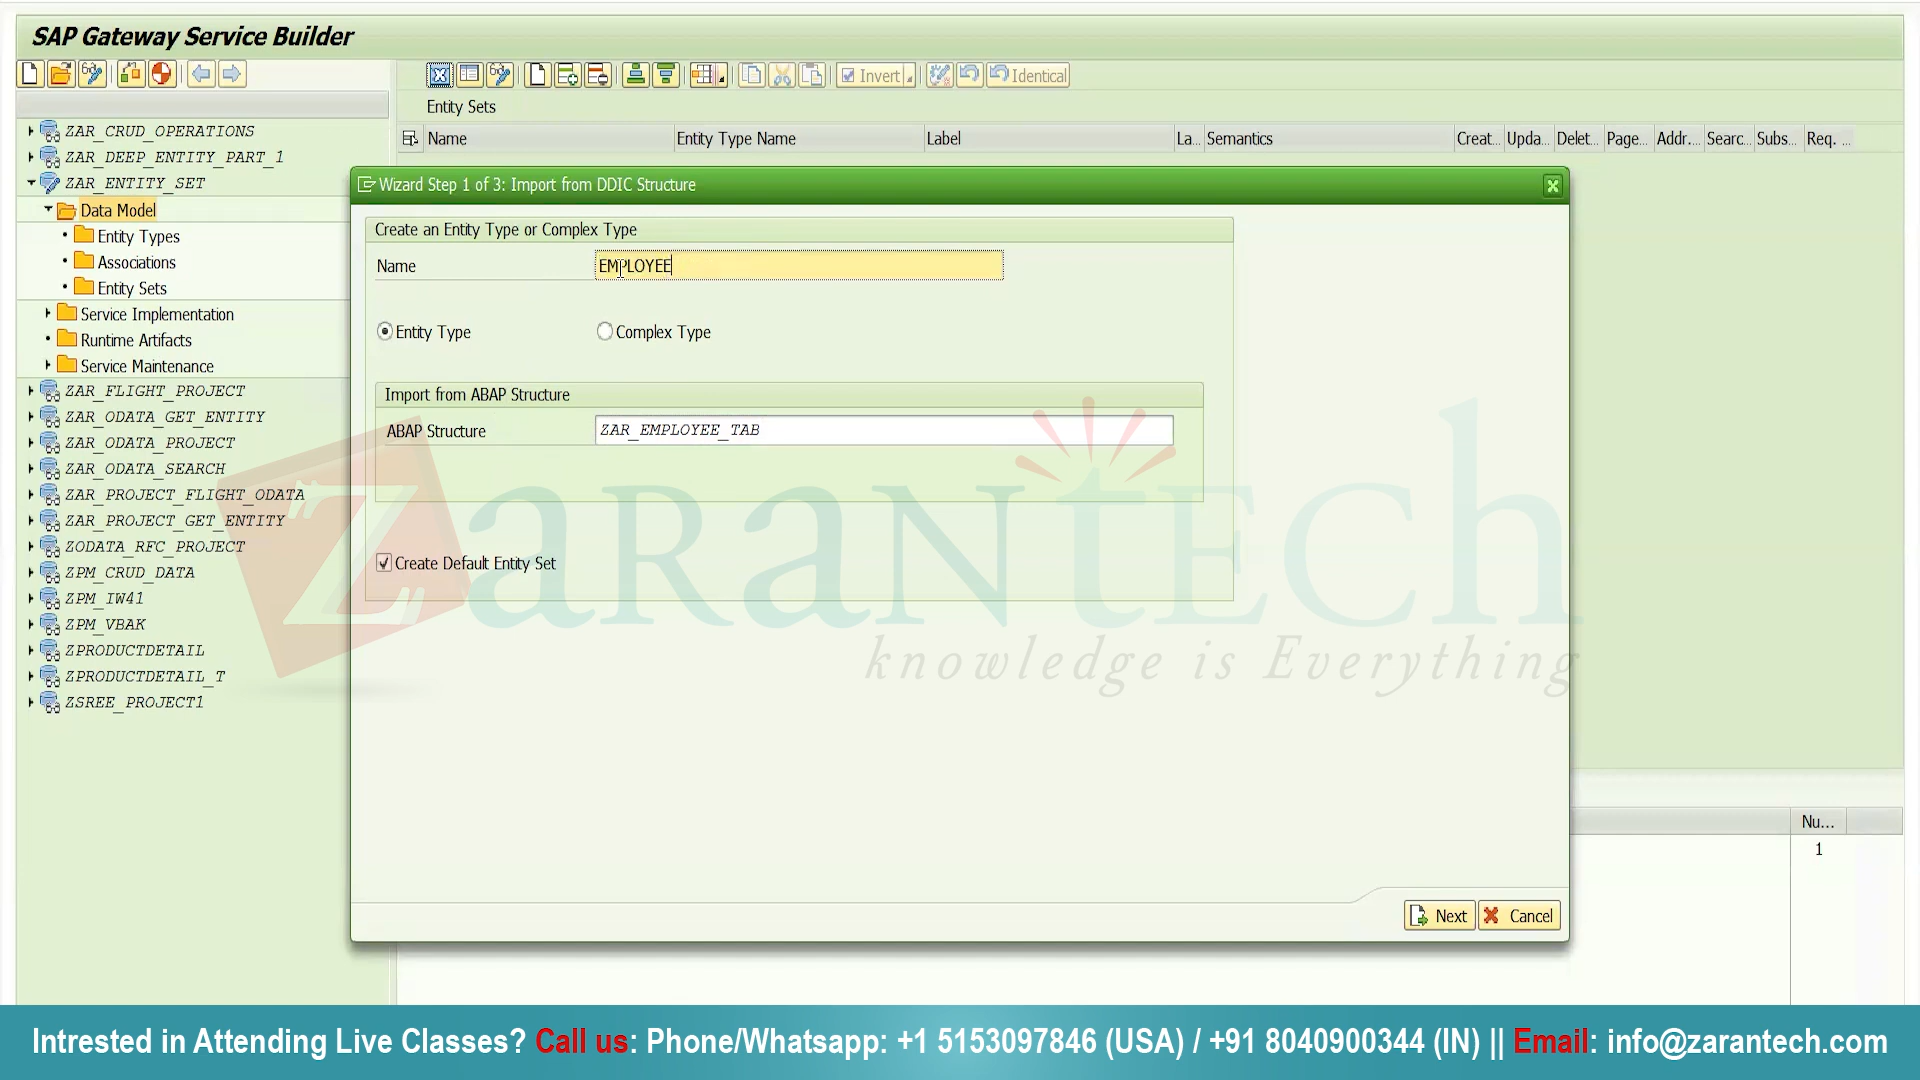 SAP Gateway Service Builder
Invert
Identical
Entity Sets
Name Entity Type Name Label La... Semantics Creat... Upda... Delet... Page... Addr.... Searc... Subs... Req. ...
ZAR_CRUD_OPERATIONS
ZAR_DEEP_ENTITY_PART_1
ZAR_ENTITY_SET
Data Model
Entity Types
Associations
Entity Sets
Service Implementation
Runtime Artifacts
Service Maintenance
ZAR_FLIGHT_PROJECT
ZAR_ODATA_GET_ENTITY
ZAR_ODATA_PROJECT
ZAR_ODATA_SEARCH
ZAR_PROJECT_FLIGHT_ODATA
ZAR_PROJECT_GET_ENTITY
ZODATA_RFC_PROJECT
ZPM_CRUD_DATA
ZPM_IW41
ZPM_VBAK
ZPRODUCTDETAIL
ZPRODUCTDETAIL_T
ZSREE_PROJECT1
Wizard Step 1 of 3: Import from DDIC Structure
Create an Entity Type or Complex Type
Name EMPLOYEE
Entity Type Complex Type
Import from ABAP Structure
ABAP Structure ZAR_EMPLOYEE_TAB
Create Default Entity Set
Next Cancel
Nu...
1
ZaranTech
knowledge is Everything
Intrested in Attending Live Classes? Call us: Phone/Whatsapp: +1 5153097846 (USA) / +91 8040900344 (IN) || Email: info@zarantech.com